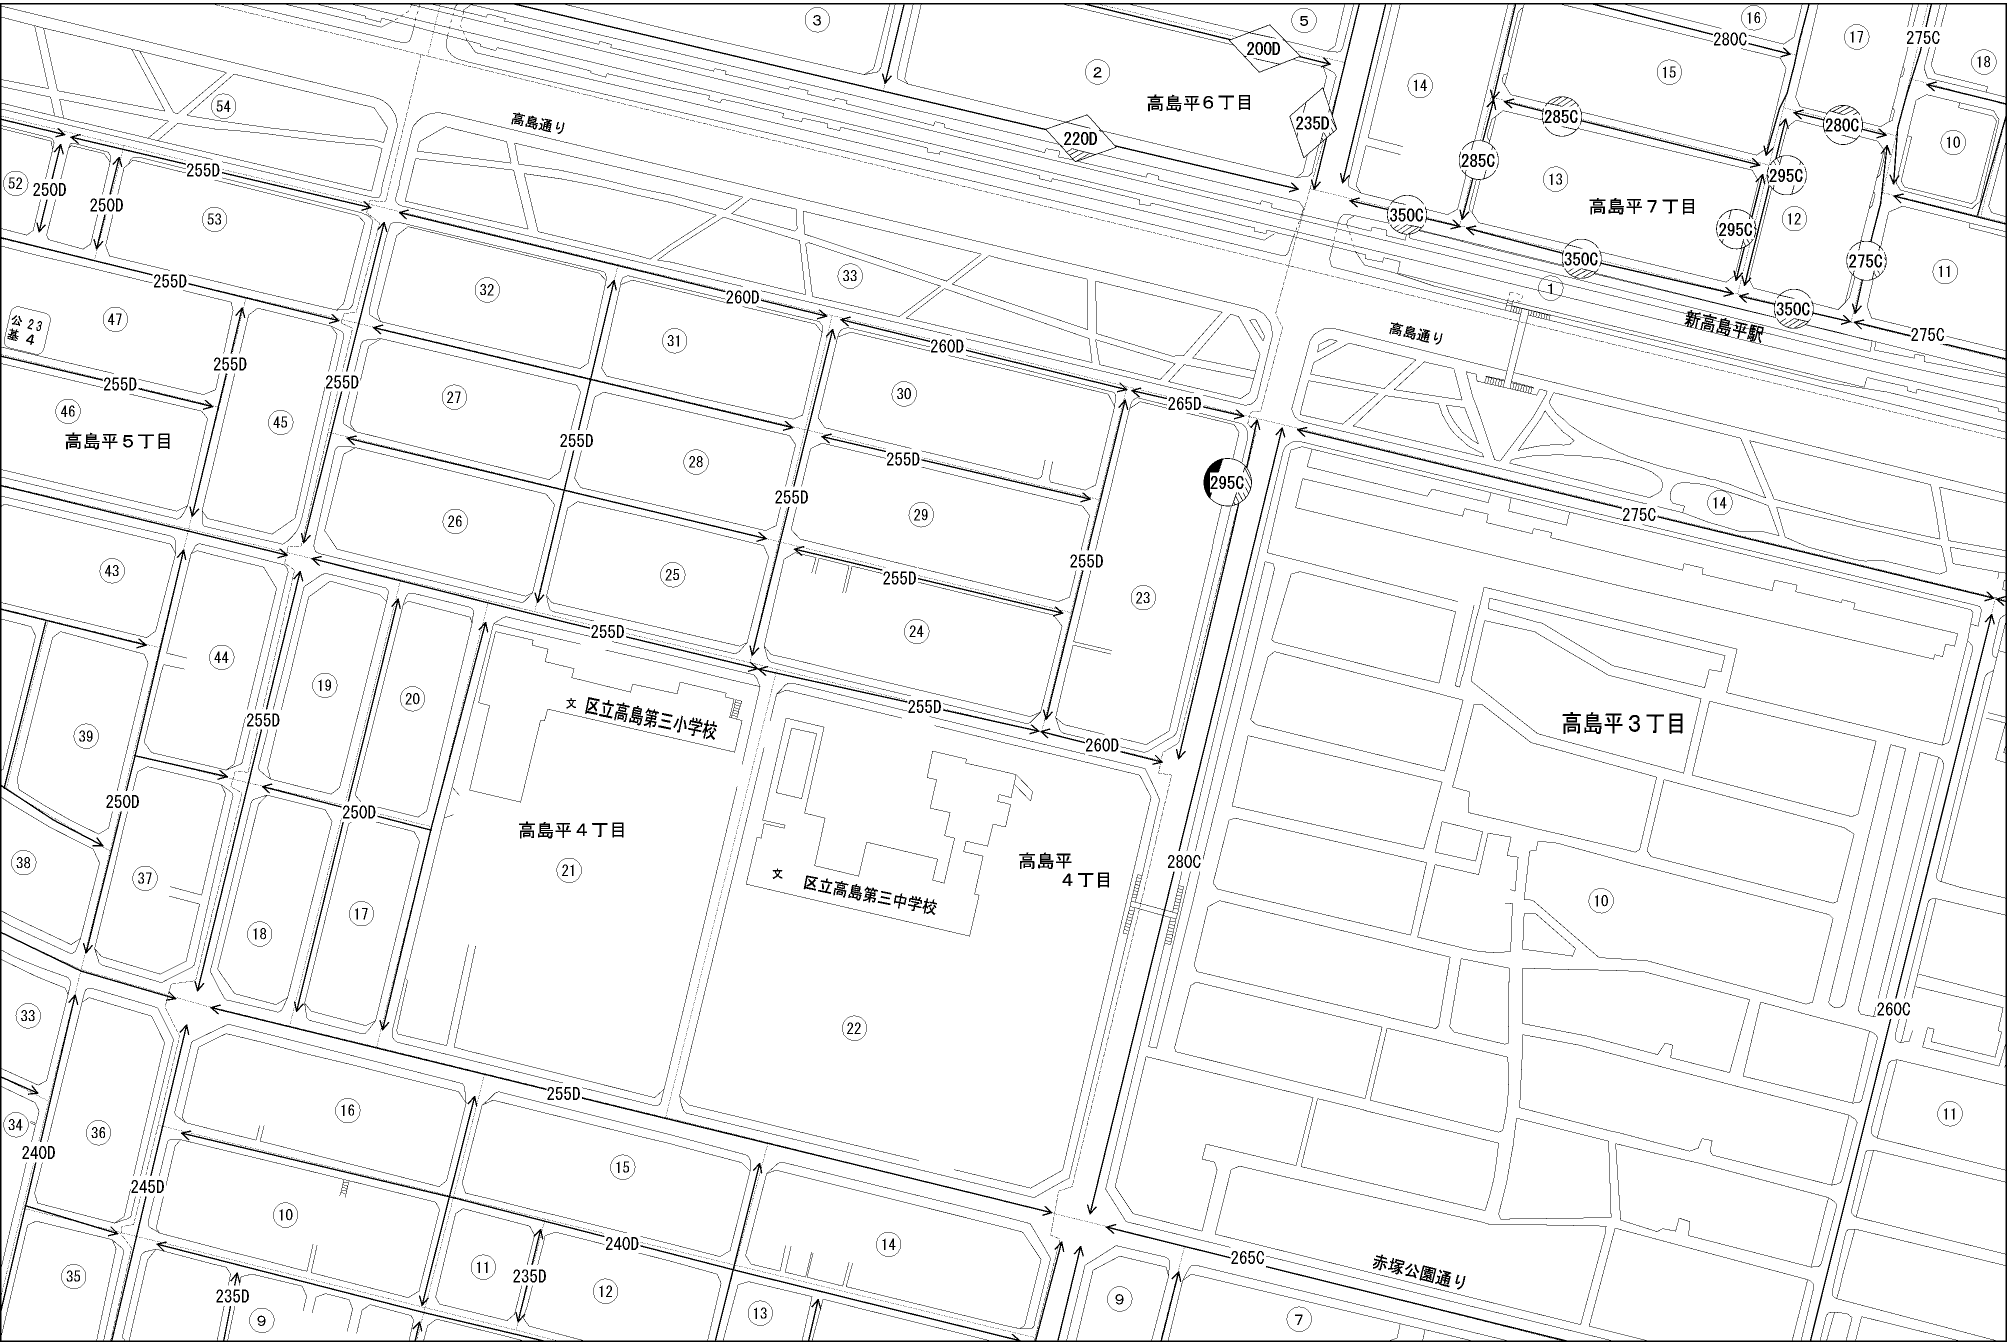 3
5
200D
16
280C
17
275C
18
2
高島平６丁目
15
14
54
高島通り
220D
235D
285C
280C
10
255D
52
250D
250D
53
285C
13
高島平７丁目
295C
12
350C
295C
350C
275C
11
33
1
255D
32
260D
350C
新高島平駅
275C
公 23
基 4
47
31
260D
高島通り
255D
255D
255D
46
高島平５丁目
45
27
30
265D
255D
28
255D
295C
26
255D
29
275C
14
43
25
255D
255D
23
44
255D
24
19
20
文 区立高島第三小学校
255D
255D
260D
高島平３丁目
39
250D
250D
高島平４丁目
21
38
37
文 区立高島第三中学校
高島平
４丁目
280C
10
18
17
33
22
260C
36
16
255D
11
34
240D
245D
15
10
240D
14
265C
赤塚公園通り
35
235D
9
11
235D
12
13
9
7